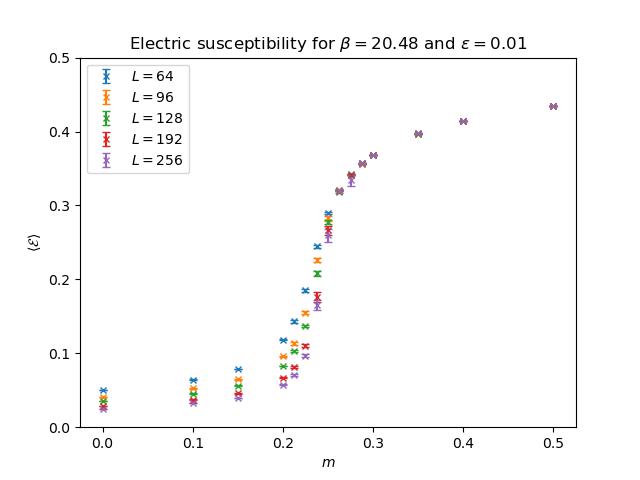 Electric susceptibility for β = 20.48 and ε = 0.01
0.5
0.4
0.3
0.2
0.1
0.0
⟨ℰ⟩
L = 64
L = 96
L = 128
L = 192
L = 256
0.0 0.1 0.2 0.3 0.4 0.5
m